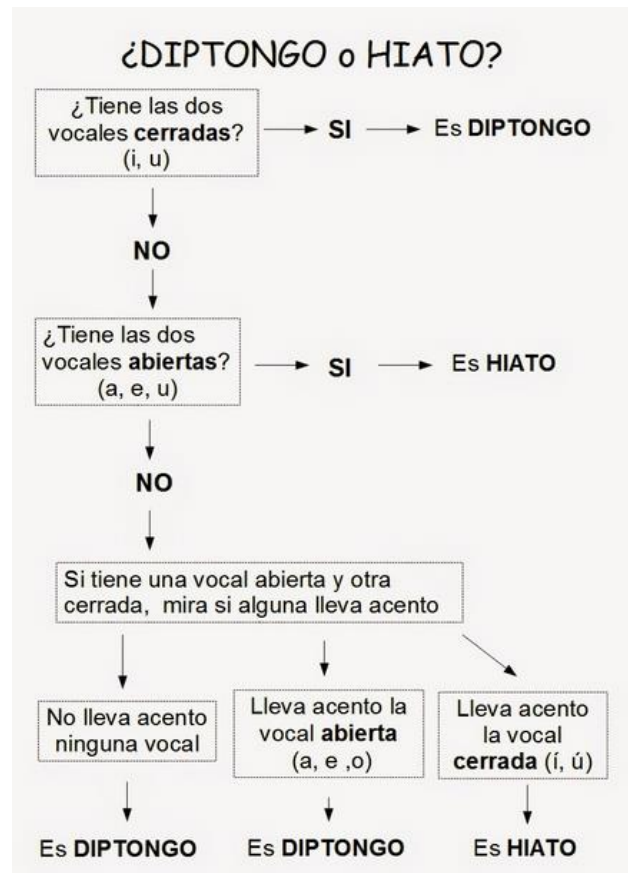 ¿DIPTONGO o HIATO?
¿Tiene las dos
vocales cerradas?
(i, u)
SI
Es DIPTONGO
NO
¿Tiene las dos
vocales abiertas?
(a, e, u)
SI
Es HIATO
NO
Si tiene una vocal abierta y otra
cerrada, mira si alguna lleva acento
No lleva acento
ninguna vocal
Lleva acento la
vocal abierta
(a, e ,o)
Lleva acento
la vocal
cerrada (í, ú)
Es DIPTONGO
Es DIPTONGO
Es HIATO